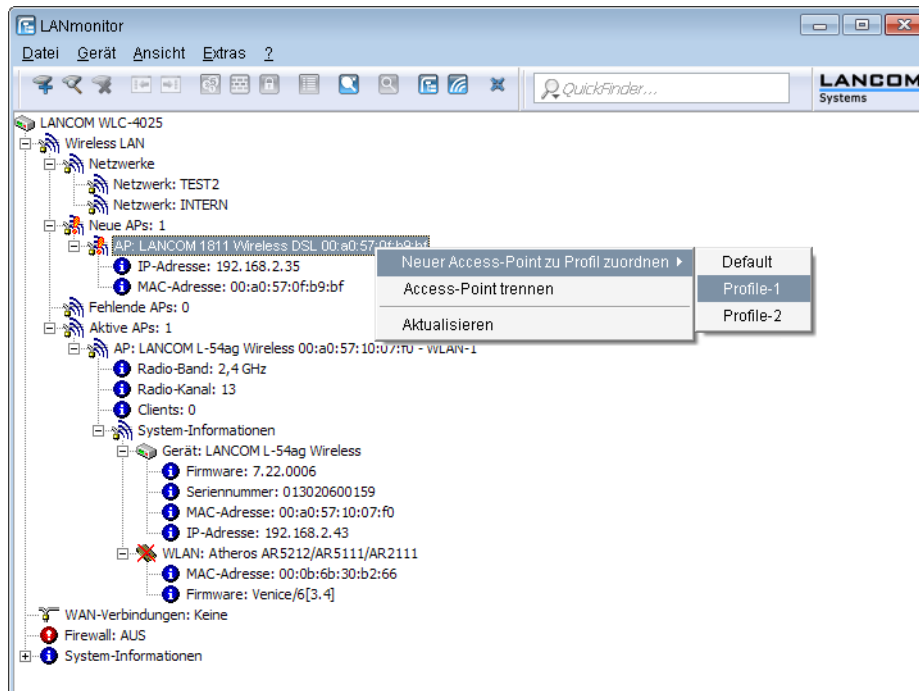 LANmonitor
Datei Gerät Ansicht Extras ?
QuickFinder...
LANCOM
Systems
LANCOM WLC-4025
Wireless LAN
Netzwerke
Netzwerk: TEST2
Netzwerk: INTERN
Neue APs: 1
AP: LANCOM 1811 Wireless DSL 00:a0:57:0f:b9:bf
IP-Adresse: 192.168.2.35
MAC-Adresse: 00:a0:57:0f:b9:bf
Neuer Access-Point zu Profil zuordnen
Access-Point trennen
Aktualisieren
Default
Profile-1
Profile-2
Fehlende APs: 0
Aktive APs: 1
AP: LANCOM L-54ag Wireless 00:a0:57:10:07:f0 - WLAN-1
Radio-Band: 2,4 GHz
Radio-Kanal: 13
Clients: 0
System-Informationen
Gerät: LANCOM L-54ag Wireless
Firmware: 7.22.0006
Seriennummer: 013020600159
MAC-Adresse: 00:a0:57:10:07:f0
IP-Adresse: 192.168.2.43
WLAN: Atheros AR5212/AR5111/AR2111
MAC-Adresse: 00:0b:6b:30:b2:66
Firmware: Venice/6[3.4]
WAN-Verbindungen: Keine
Firewall: AUS
System-Informationen